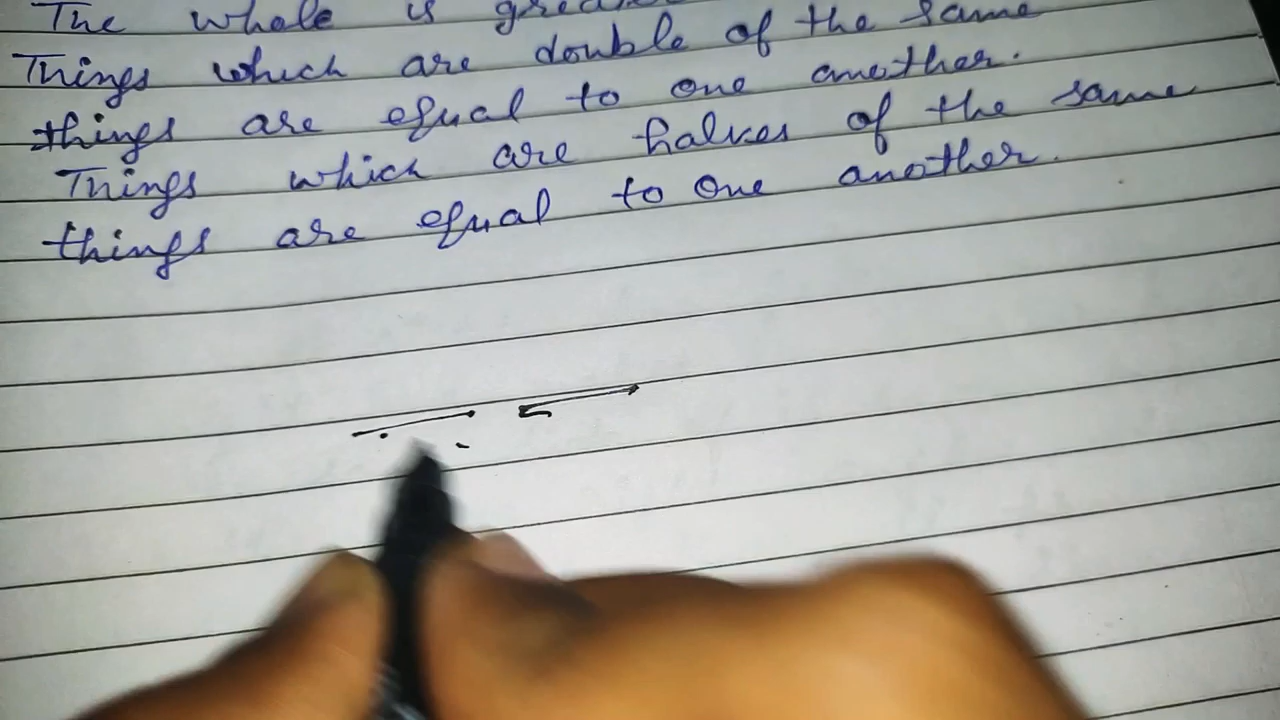 The whole is
Things which are double of the same
things are equal to one another.
Things which are halves of the same
things are equal to one another.